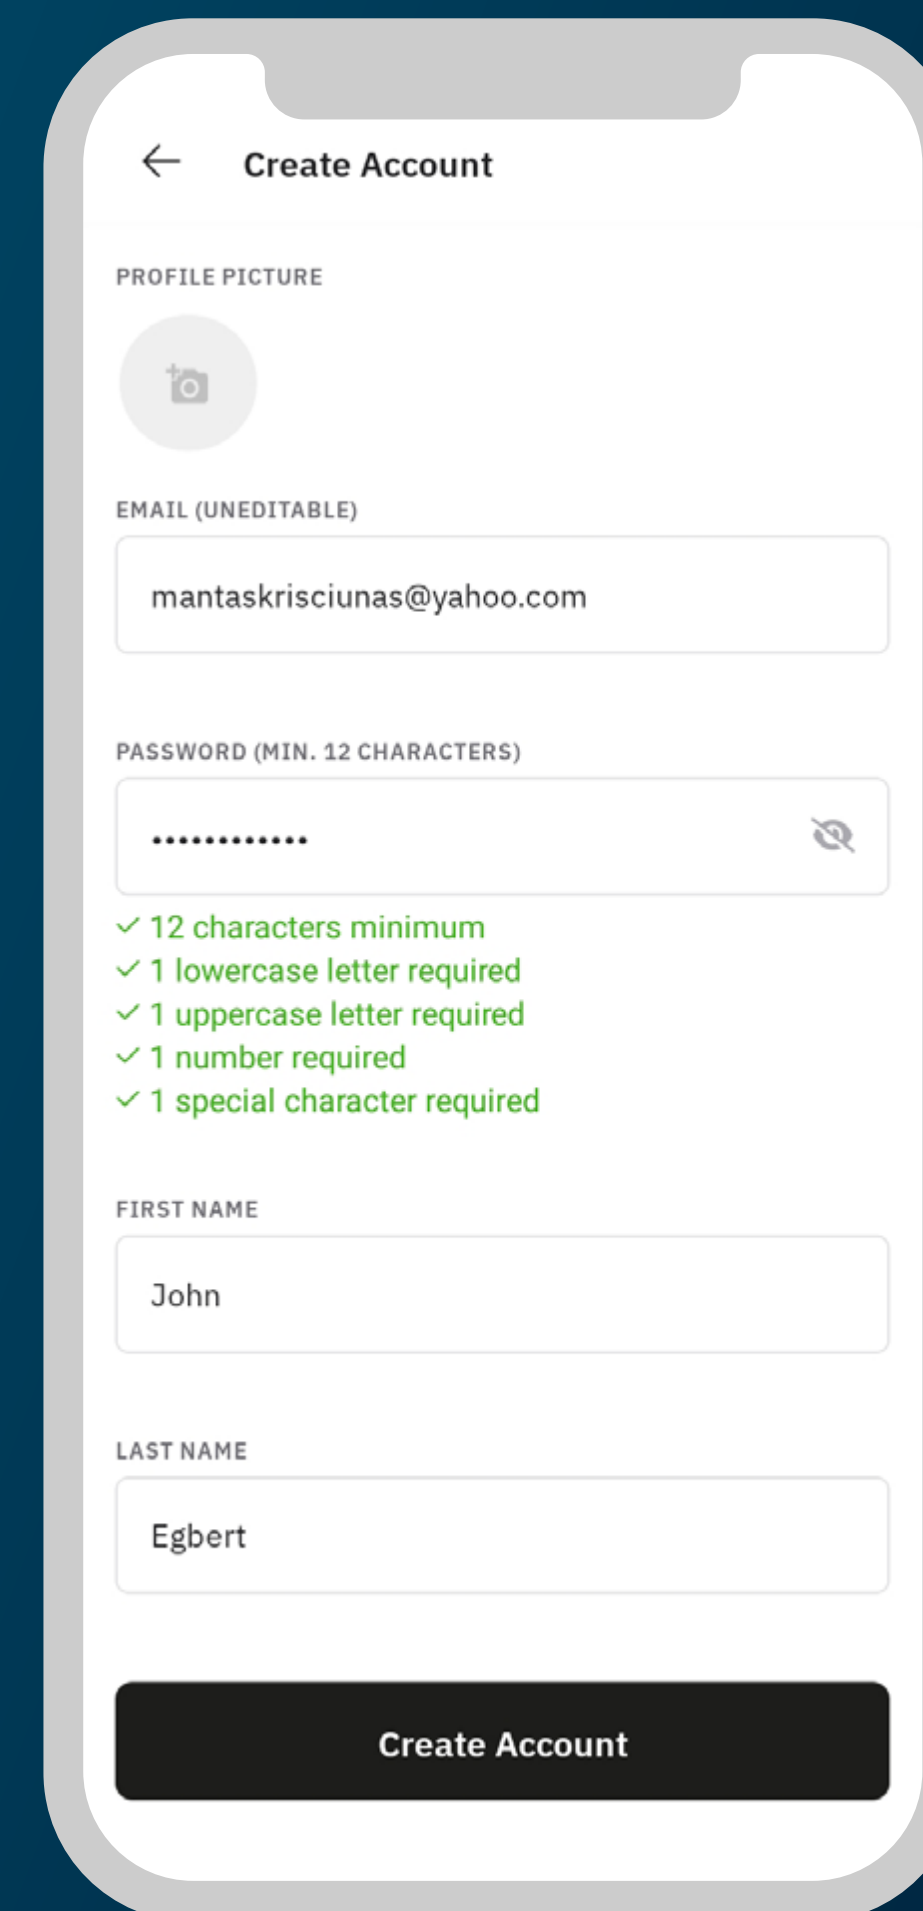 Create Account
PROFILE PICTURE
EMAIL (UNEDITABLE)
mantaskrisciunas@yahoo.com
PASSWORD (MIN. 12 CHARACTERS)
••••••••••••
✓ 12 characters minimum
✓ 1 lowercase letter required
✓ 1 uppercase letter required
✓ 1 number required
✓ 1 special character required
FIRST NAME
John
LAST NAME
Egbert
Create Account